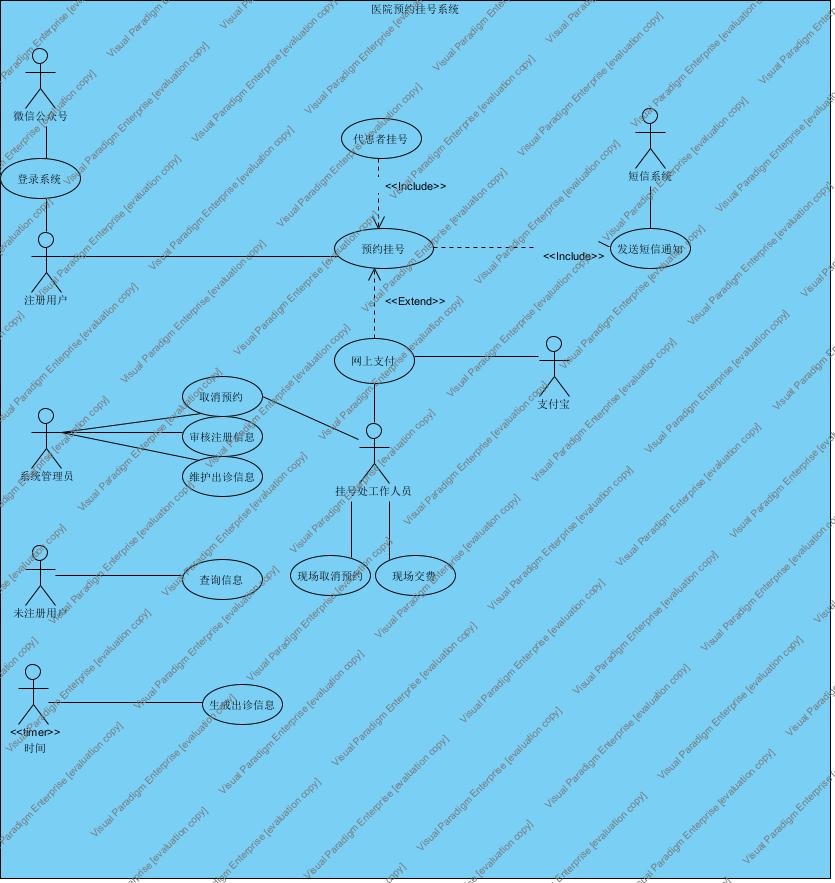 医院预约挂号系统
微信公众号
代患者挂号
短信系统
登录系统
<<Include>>
预约挂号
发送短信通知
<<Include>>
注册用户
<<Extend>>
网上支付
支付宝
取消预约
审核注册信息
系统管理员
维护出诊信息
挂号处工作人员
查询信息
现场取消预约
现场交费
未注册用户
生成出诊信息
<<timer>>
时间
Visual Paradigm Enterprise [evaluation copy]